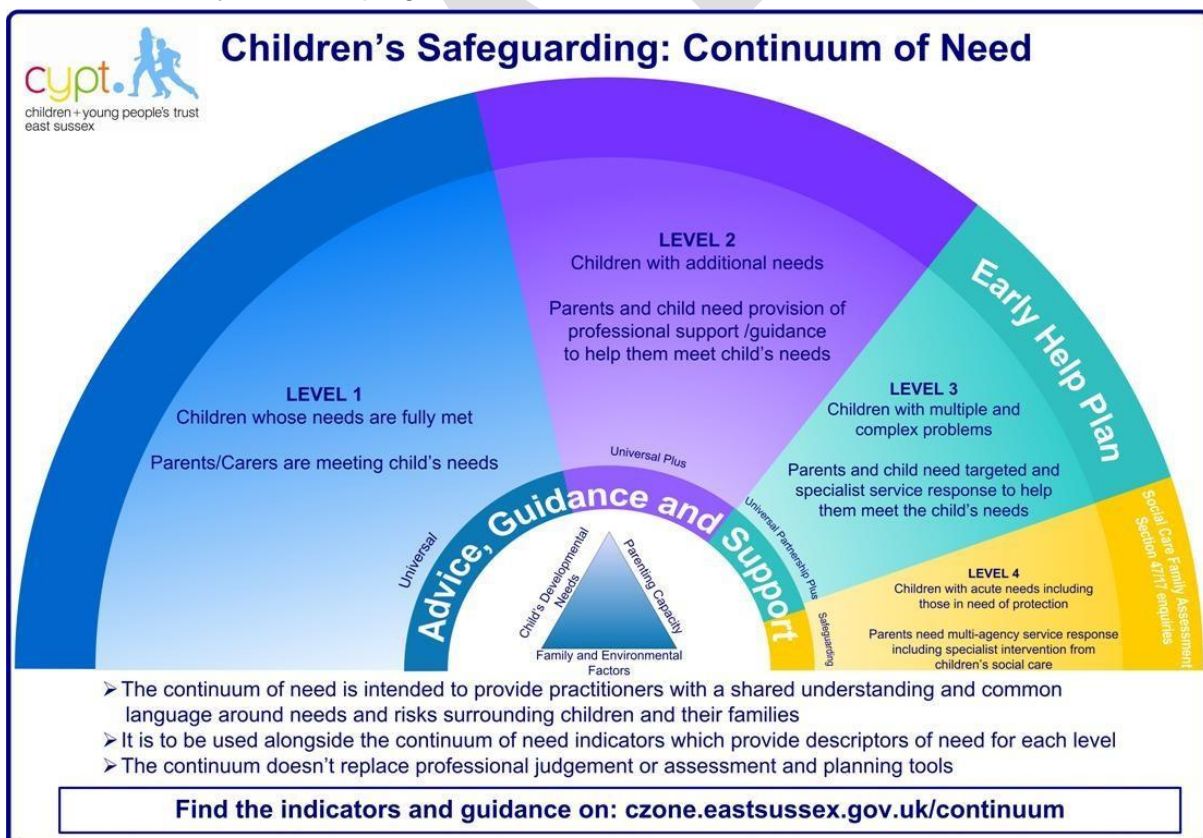 Children's Safeguarding: Continuum of Need
cypt.
children + young people's trust
east sussex
LEVEL 1
Children whose needs are fully met
Parents/Carers are meeting child's needs
LEVEL 2
Children with additional needs
Parents and child need provision of
professional support /guidance
to help them meet child's needs
Early Help Plan
LEVEL 3
Children with multiple and
complex problems
Parents and child need targeted and
specialist service response to help
them meet the child's needs
Social Care Family Assessment
Section 47/17 enquiries
LEVEL 4
Children with acute needs including
those in need of protection
Parents need multi-agency service response
including specialist intervention from
children's social care
Universal
Universal Plus
Universal Partnership Plus
Safeguarding
Advice, Guidance and Support
Child's Developmental
Needs
Parenting Capacity
Family and Environmental
Factors
➢ The continuum of need is intended to provide practitioners with a shared understanding and common
language around needs and risks surrounding children and their families
➢ It is to be used alongside the continuum of need indicators which provide descriptors of need for each level
➢ The continuum doesn't replace professional judgement or assessment and planning tools
Find the indicators and guidance on: czone.eastsussex.gov.uk/continuum